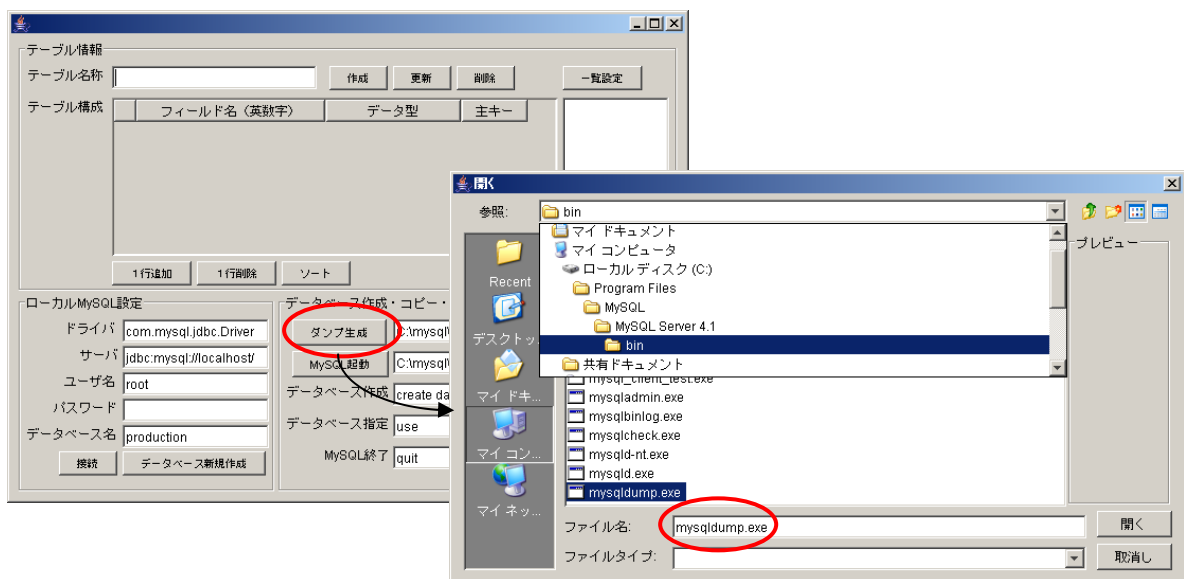 テーブル情報
テーブル名称
作成 更新 削除 一覧設定
テーブル構成
フィールド名（英数字） データ型 主キー
1行追加 1行削除 ソート
ローカルMySQL設定
ドライバ com.mysql.jdbc.Driver
サーバ jdbc:mysql://localhost/
ユーザ名 root
パスワード
データベース名 production
接続 データベース新規作成
データベース作成・コピー・
ダンプ生成 C:\mysql\
MySQL起動 C:\mysql\
データベース作成 create da
データベース指定 use
MySQL終了 quit
開く
参照: bin
マイ ドキュメント
マイ コンピュータ
ローカル ディスク (C:)
Program Files
MySQL
MySQL Server 4.1
bin
共有ドキュメント
プレビュー
Recent
デスクトッ...
マイ ドキ...
マイ コン...
マイ ネッ...
mysql_client_test.exe
mysqladmin.exe
mysqlbinlog.exe
mysqlcheck.exe
mysqld-nt.exe
mysqld.exe
mysqldump.exe
ファイル名: mysqldump.exe 開く
ファイルタイプ: 取消し